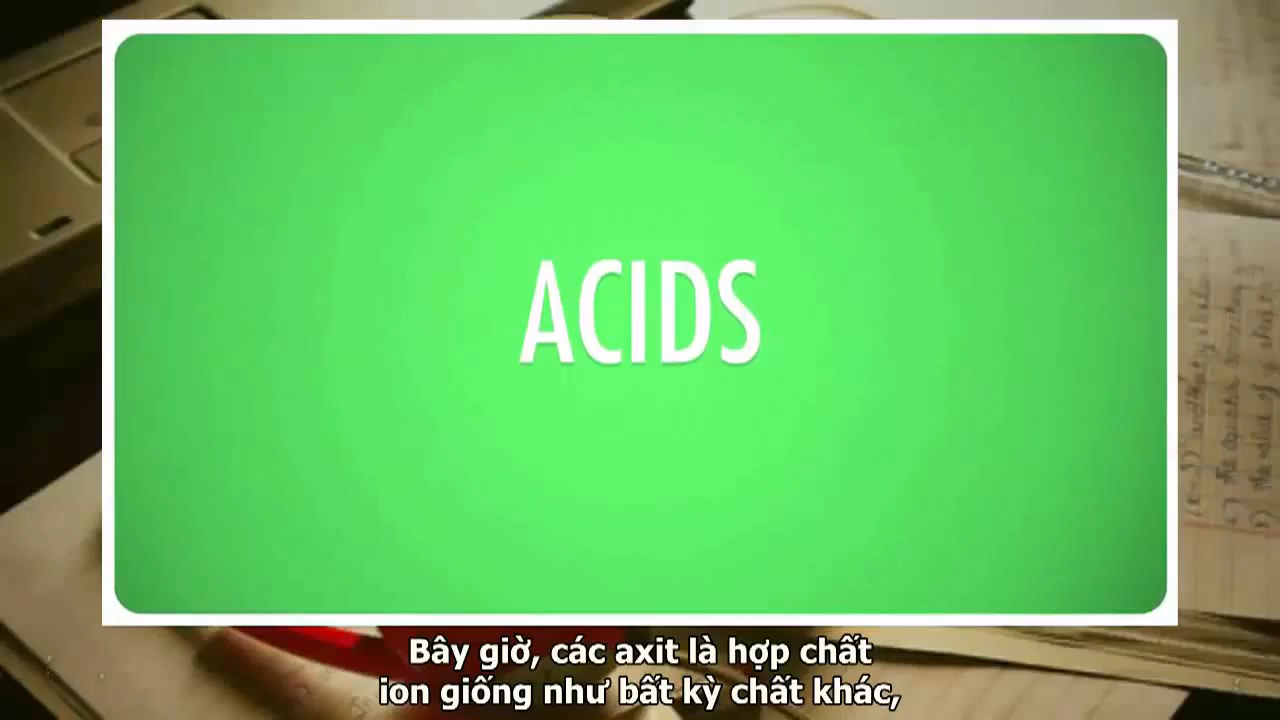 ACIDS
Bây giờ, các axit là hợp chất
ion giống như bất kỳ chất khác,